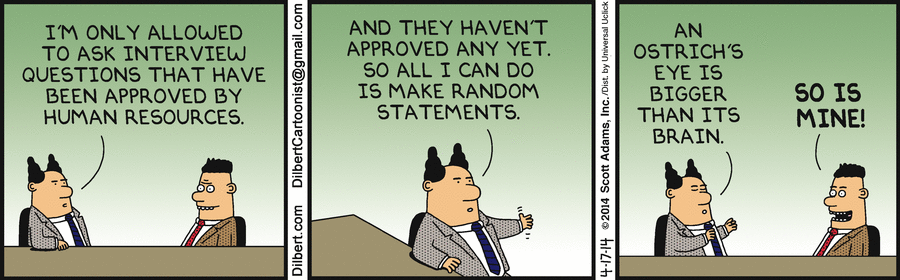 I'M ONLY ALLOWED
TO ASK INTERVIEW
QUESTIONS THAT HAVE
BEEN APPROVED BY
HUMAN RESOURCES.
Dilbert.com DilbertCartoonist@gmail.com
AND THEY HAVEN'T
APPROVED ANY YET.
SO ALL I CAN DO
IS MAKE RANDOM
STATEMENTS.
4-17-14 © 2014 Scott Adams, Inc. /Dist. by Universal Uclick
AN
OSTRICH'S
EYE IS
BIGGER
THAN ITS
BRAIN.
SO IS
MINE!